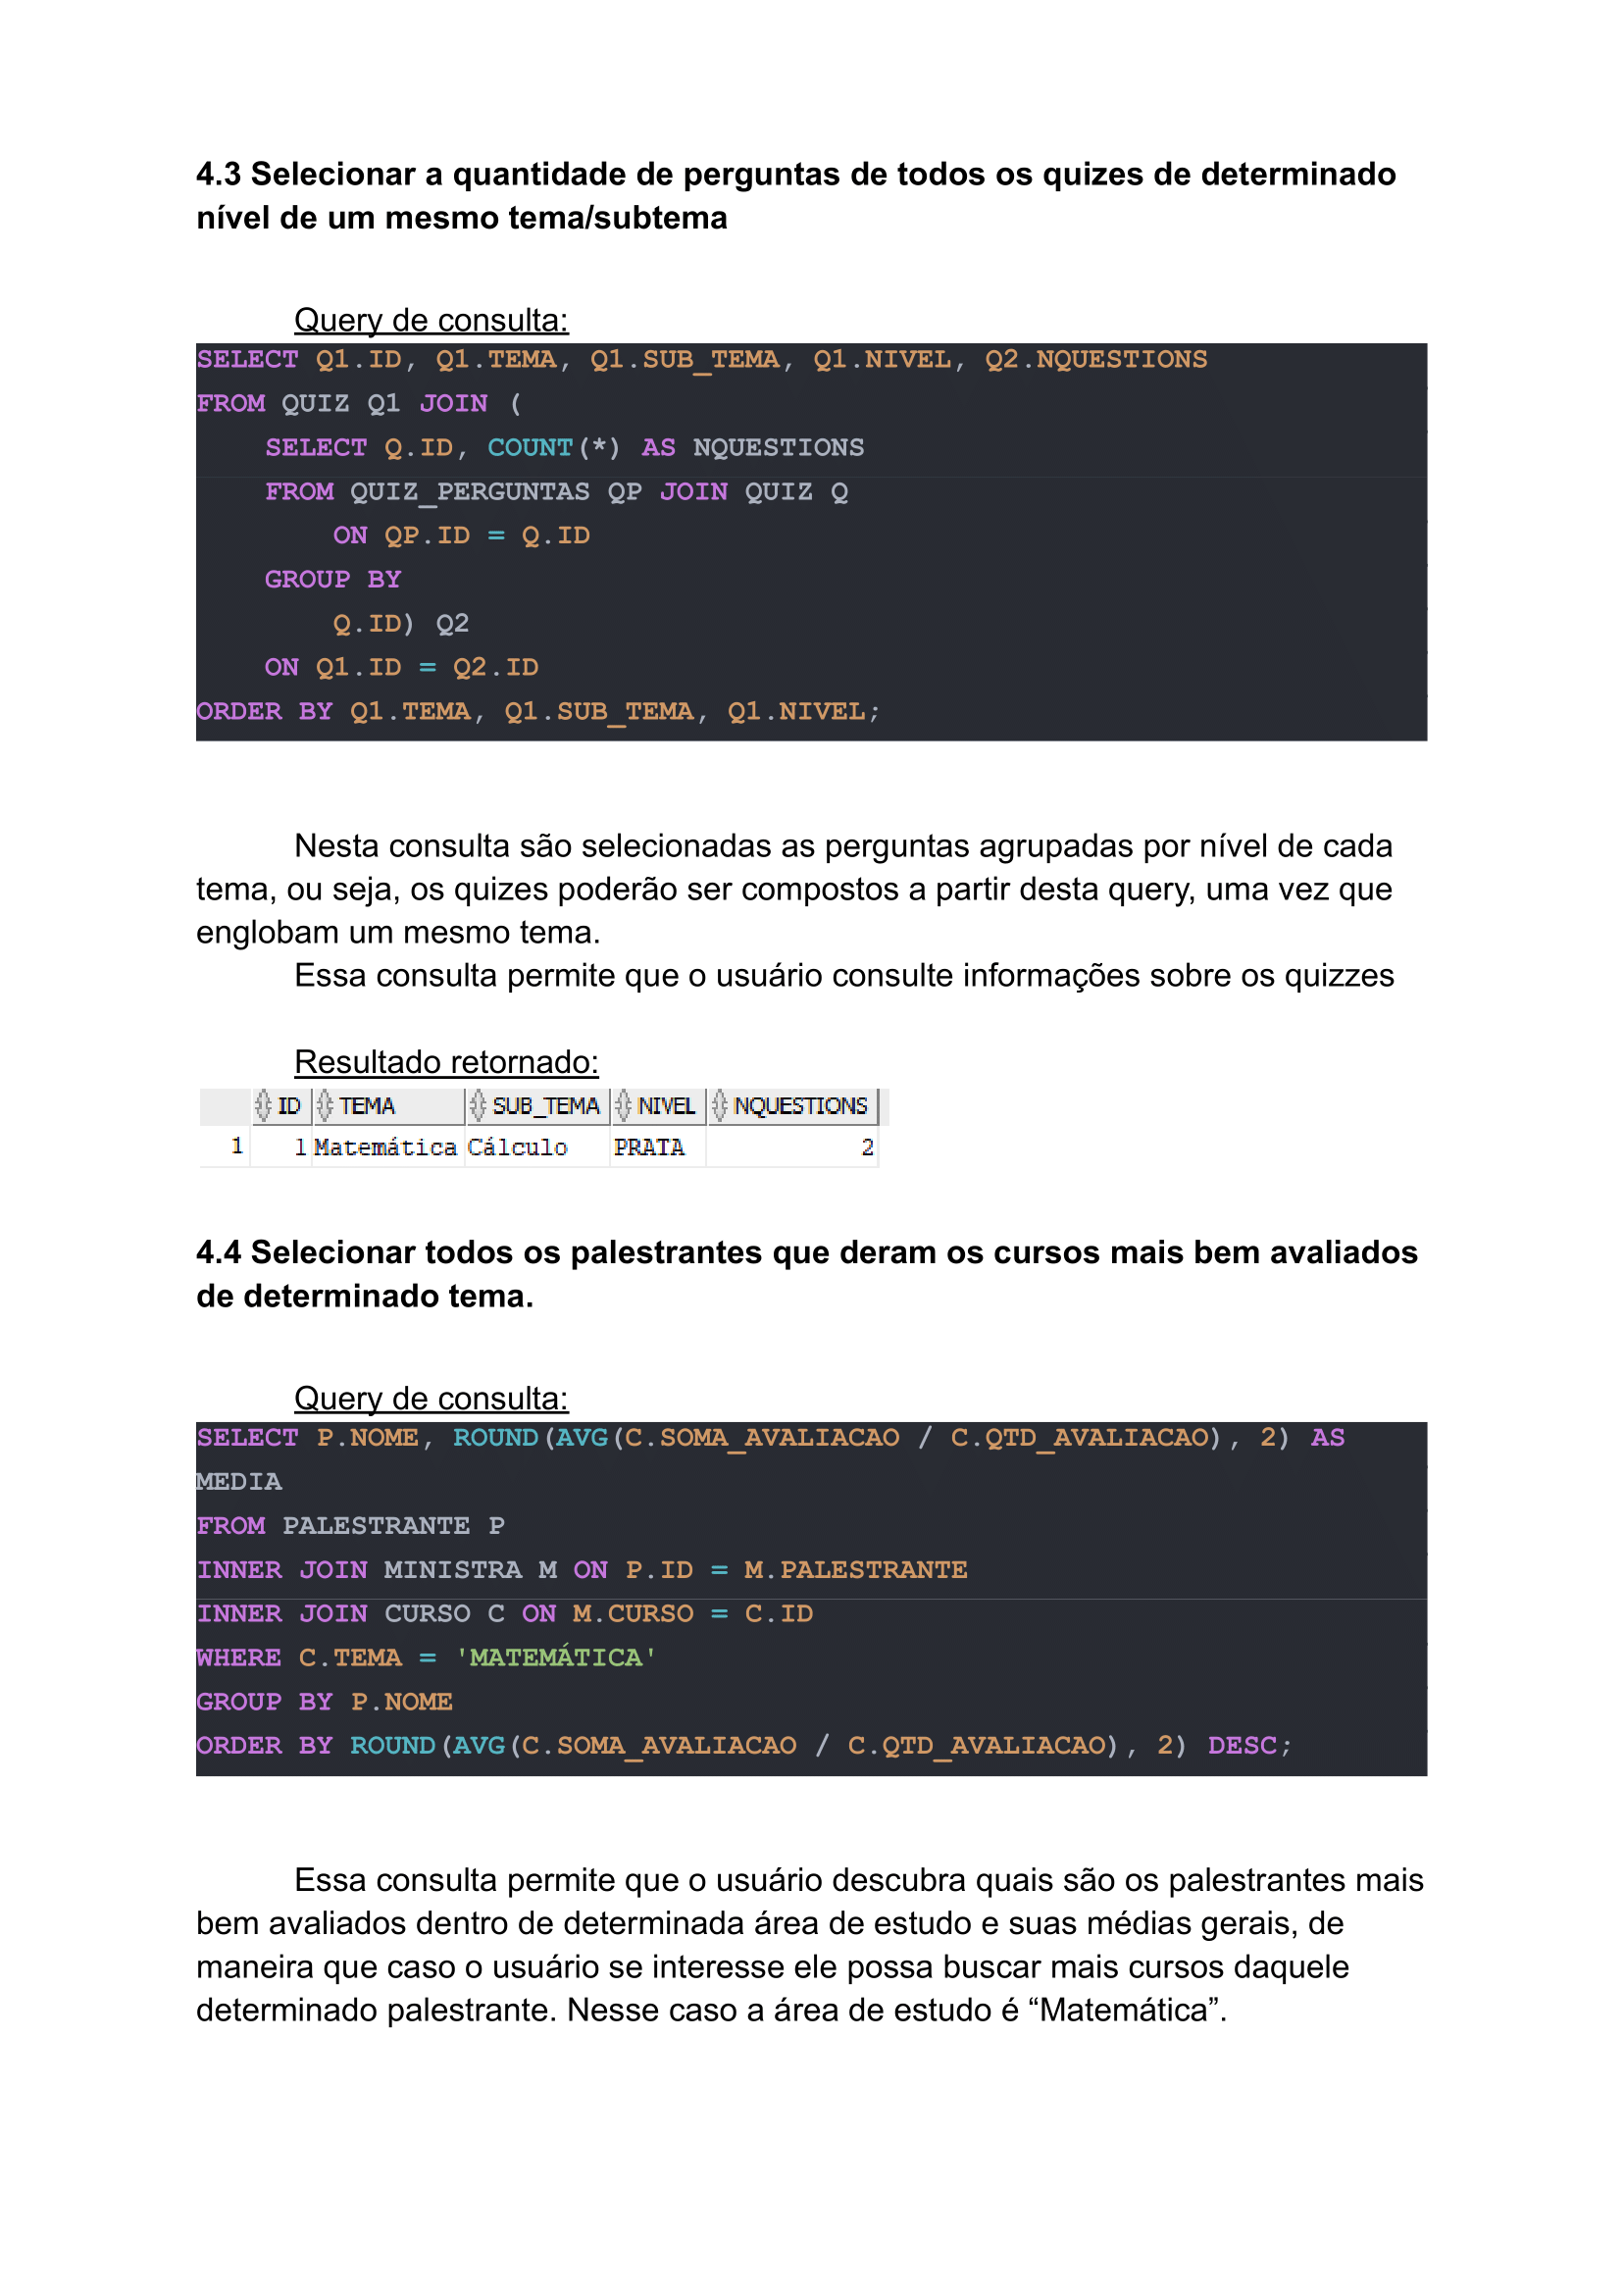 4.3 Selecionar a quantidade de perguntas de todos os quizes de determinado
nível de um mesmo tema/subtema
Query de consulta:
SELECT Q1.ID, Q1.TEMA, Q1.SUB_TEMA, Q1.NIVEL, Q2.NQUESTIONS
FROM QUIZ Q1 JOIN (
    SELECT Q.ID, COUNT(*) AS NQUESTIONS
    FROM QUIZ_PERGUNTAS QP JOIN QUIZ Q
        ON QP.ID = Q.ID
    GROUP BY
        Q.ID) Q2
    ON Q1.ID = Q2.ID
ORDER BY Q1.TEMA, Q1.SUB_TEMA, Q1.NIVEL;
Nesta consulta são selecionadas as perguntas agrupadas por nível de cada
tema, ou seja, os quizes poderão ser compostos a partir desta query, uma vez que
englobam um mesmo tema.
Essa consulta permite que o usuário consulte informações sobre os quizzes
Resultado retornado:
ID TEMA SUB_TEMA NIVEL NQUESTIONS
1 1 Matemática Cálculo PRATA 2
4.4 Selecionar todos os palestrantes que deram os cursos mais bem avaliados
de determinado tema.
Query de consulta:
SELECT P.NOME, ROUND(AVG(C.SOMA_AVALIACAO / C.QTD_AVALIACAO), 2) AS
MEDIA
FROM PALESTRANTE P
INNER JOIN MINISTRA M ON P.ID = M.PALESTRANTE
INNER JOIN CURSO C ON M.CURSO = C.ID
WHERE C.TEMA = 'MATEMÁTICA'
GROUP BY P.NOME
ORDER BY ROUND(AVG(C.SOMA_AVALIACAO / C.QTD_AVALIACAO), 2) DESC;
Essa consulta permite que o usuário descubra quais são os palestrantes mais
bem avaliados dentro de determinada área de estudo e suas médias gerais, de
maneira que caso o usuário se interesse ele possa buscar mais cursos daquele
determinado palestrante. Nesse caso a área de estudo é “Matemática”.